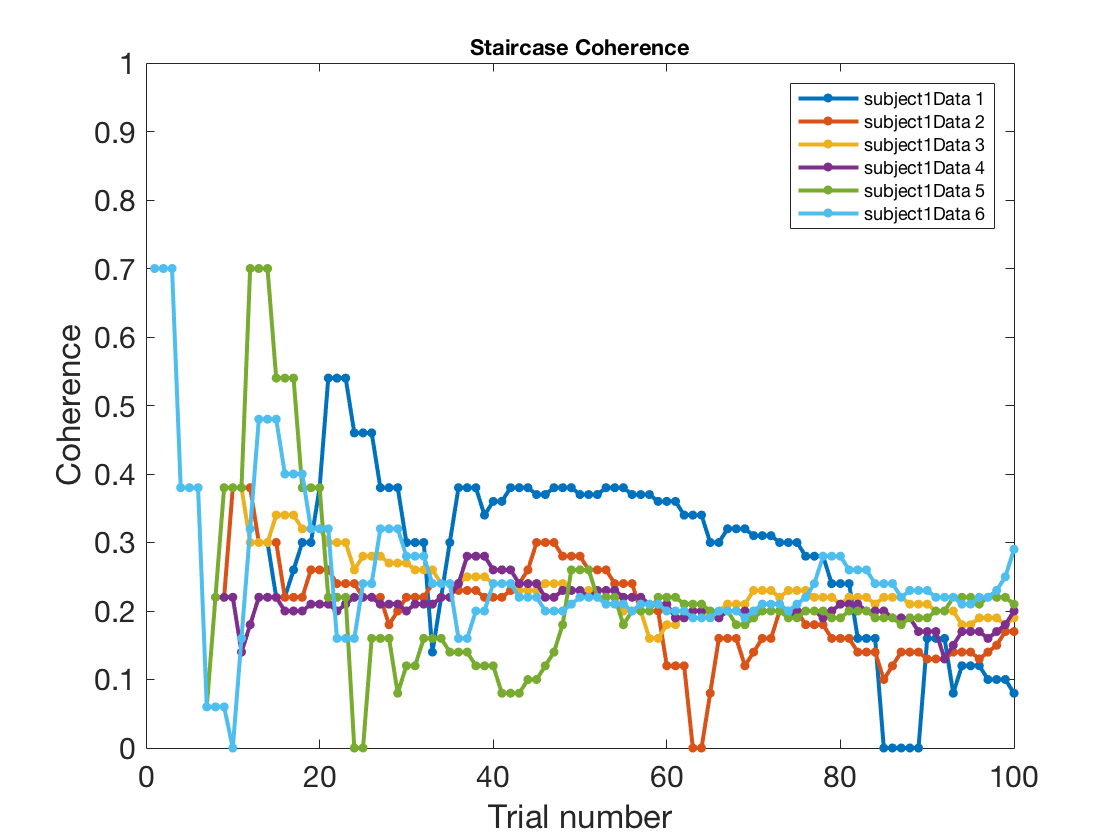 Staircase Coherence
1
0.9
0.8
0.7
0.6
0.5
0.4
0.3
0.2
0.1
0
Coherence
subject1Data 1
subject1Data 2
subject1Data 3
subject1Data 4
subject1Data 5
subject1Data 6
0 20 40 60 80 100
Trial number